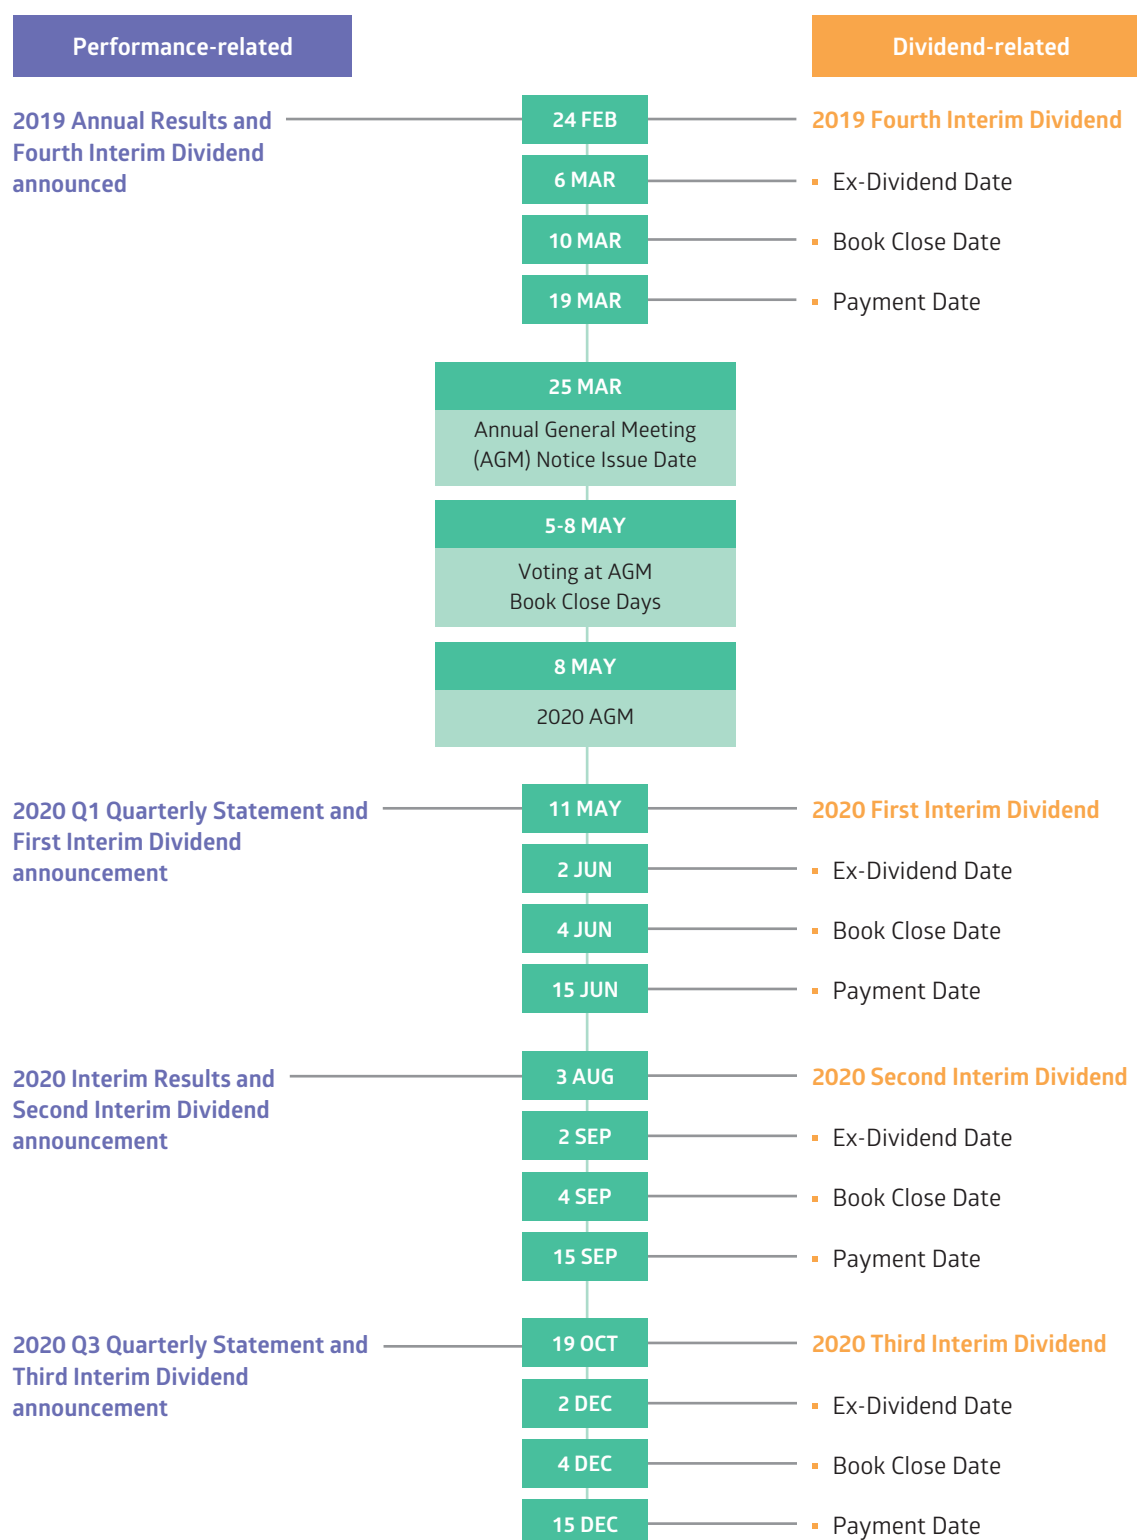 Performance-related
Dividend-related
2019 Annual Results and
Fourth Interim Dividend
announced
24 FEB
2019 Fourth Interim Dividend
6 MAR
▪ Ex-Dividend Date
10 MAR
▪ Book Close Date
19 MAR
▪ Payment Date
25 MAR
Annual General Meeting
(AGM) Notice Issue Date
5-8 MAY
Voting at AGM
Book Close Days
8 MAY
2020 AGM
2020 Q1 Quarterly Statement and
First Interim Dividend
announcement
11 MAY
2020 First Interim Dividend
2 JUN
▪ Ex-Dividend Date
4 JUN
▪ Book Close Date
15 JUN
▪ Payment Date
2020 Interim Results and
Second Interim Dividend
announcement
3 AUG
2020 Second Interim Dividend
2 SEP
▪ Ex-Dividend Date
4 SEP
▪ Book Close Date
15 SEP
▪ Payment Date
2020 Q3 Quarterly Statement and
Third Interim Dividend
announcement
19 OCT
2020 Third Interim Dividend
2 DEC
▪ Ex-Dividend Date
4 DEC
▪ Book Close Date
15 DEC
▪ Payment Date